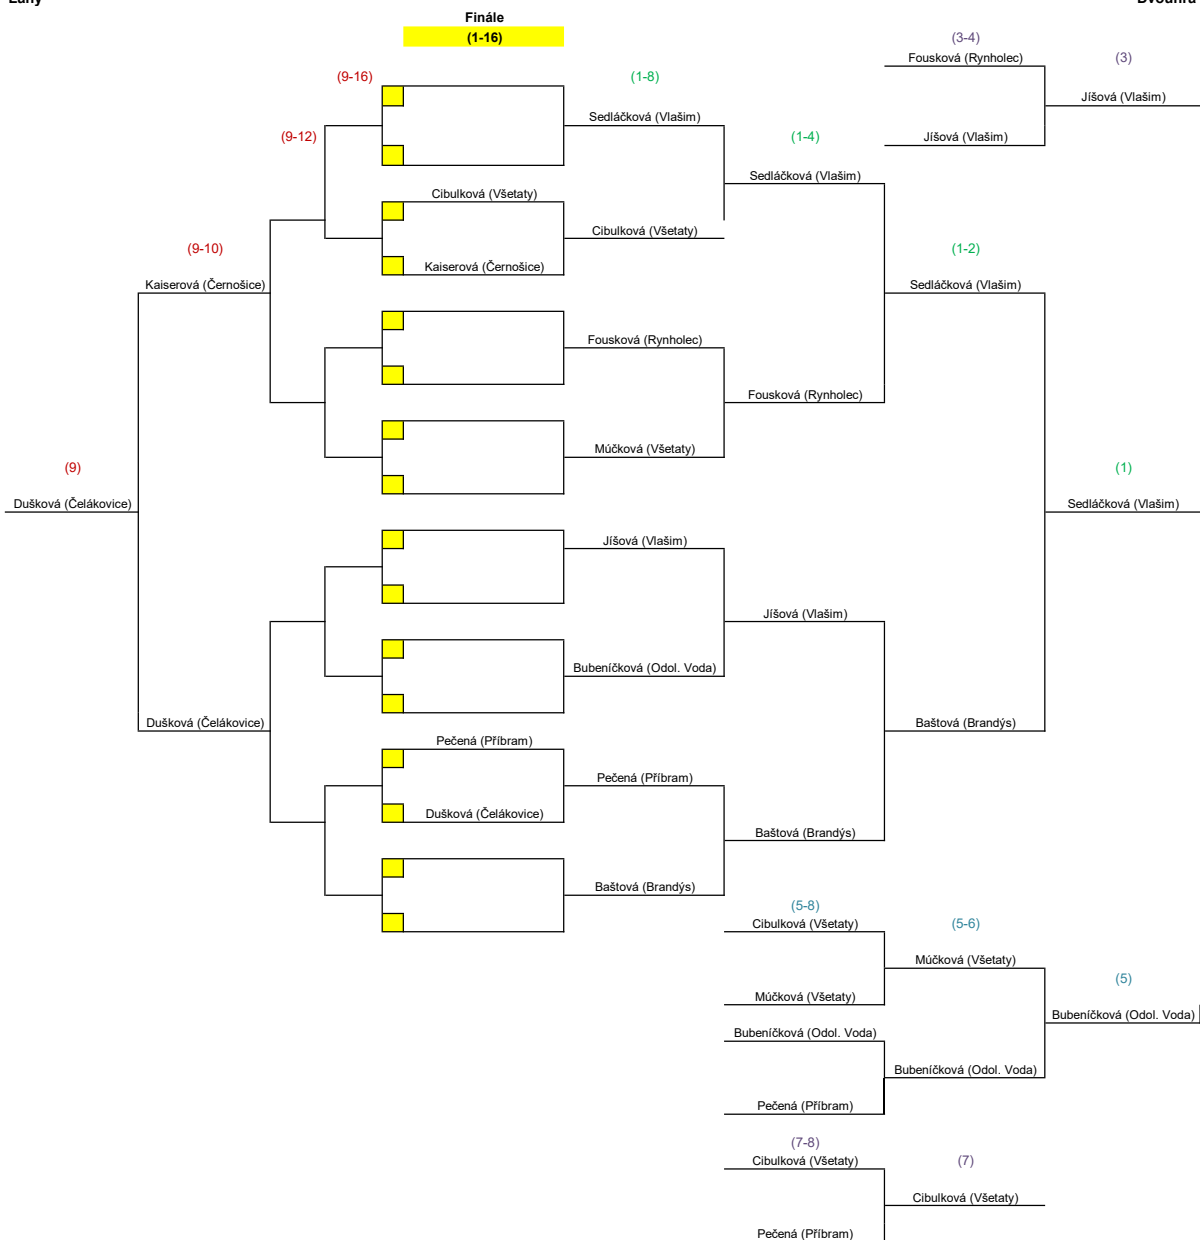 Finále
(1-16)
(3-4)
Fousková (Rynholec)
(3)
(9-16)
(1-8)
Jíšová (Vlašim)
Sedláčková (Vlašim)
(9-12)
(1-4)
Jíšová (Vlašim)
Sedláčková (Vlašim)
Cibulková (Všetaty)
Cibulková (Všetaty)
(9-10)
(1-2)
Kaiserová (Černošice)
Kaiserová (Černošice)
Sedláčková (Vlašim)
Fousková (Rynholec)
Fousková (Rynholec)
Múčková (Všetaty)
(9)
(1)
Dušková (Čelákovice)
Sedláčková (Vlašim)
Jíšová (Vlašim)
Jíšová (Vlašim)
Bubeníčková (Odol. Voda)
Dušková (Čelákovice)
Baštová (Brandýs)
Pečená (Příbram)
Pečená (Příbram)
Dušková (Čelákovice)
Baštová (Brandýs)
Baštová (Brandýs)
(5-8)
Cibulková (Všetaty)
(5-6)
Múčková (Všetaty)
(5)
Múčková (Všetaty)
Bubeníčková (Odol. Voda)
Bubeníčková (Odol. Voda)
Bubeníčková (Odol. Voda)
Pečená (Příbram)
(7-8)
Cibulková (Všetaty)
(7)
Cibulková (Všetaty)
Pečená (Příbram)